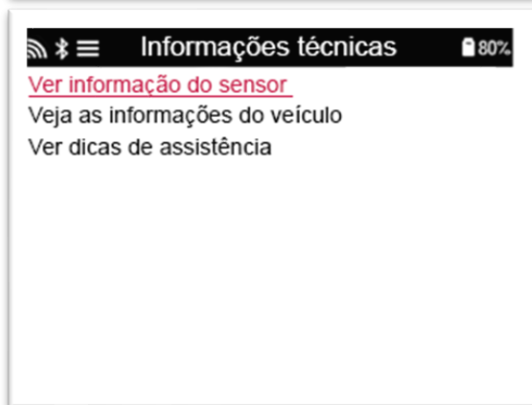 Informações técnicas 80%
Ver informação do sensor
Veja as informações do veículo
Ver dicas de assistência